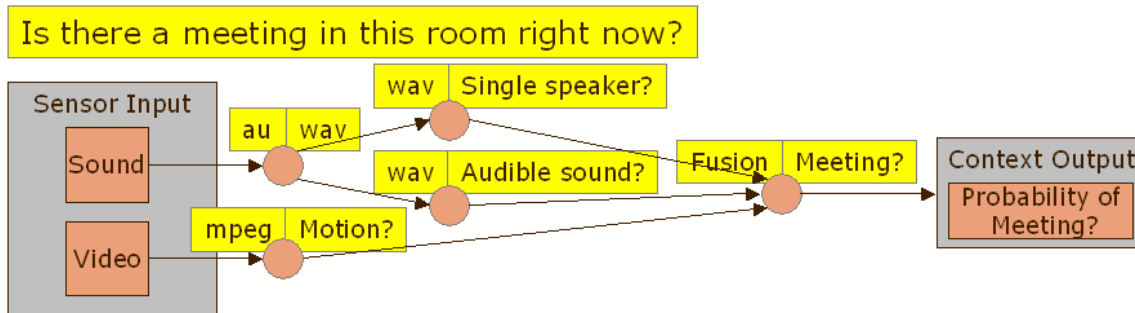 Is there a meeting in this room right now?
Sensor Input
Sound
Video
au wav
wav Single speaker?
wav Audible sound?
mpeg Motion?
Fusion Meeting?
Context Output
Probability of
Meeting?